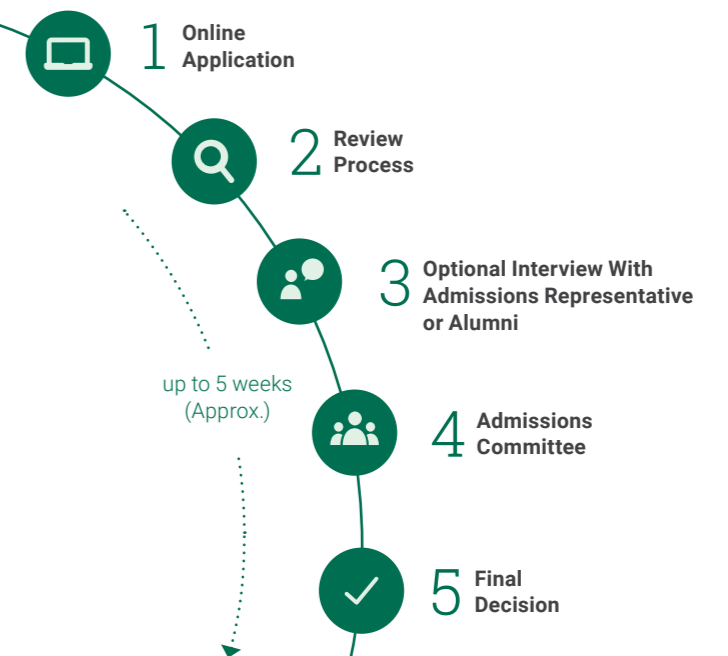 1
Online
Application
2
Review
Process
3
Optional Interview With
Admissions Representative
or Alumni
up to 5 weeks
(Approx.)
4
Admissions
Committee
5
Final
Decision